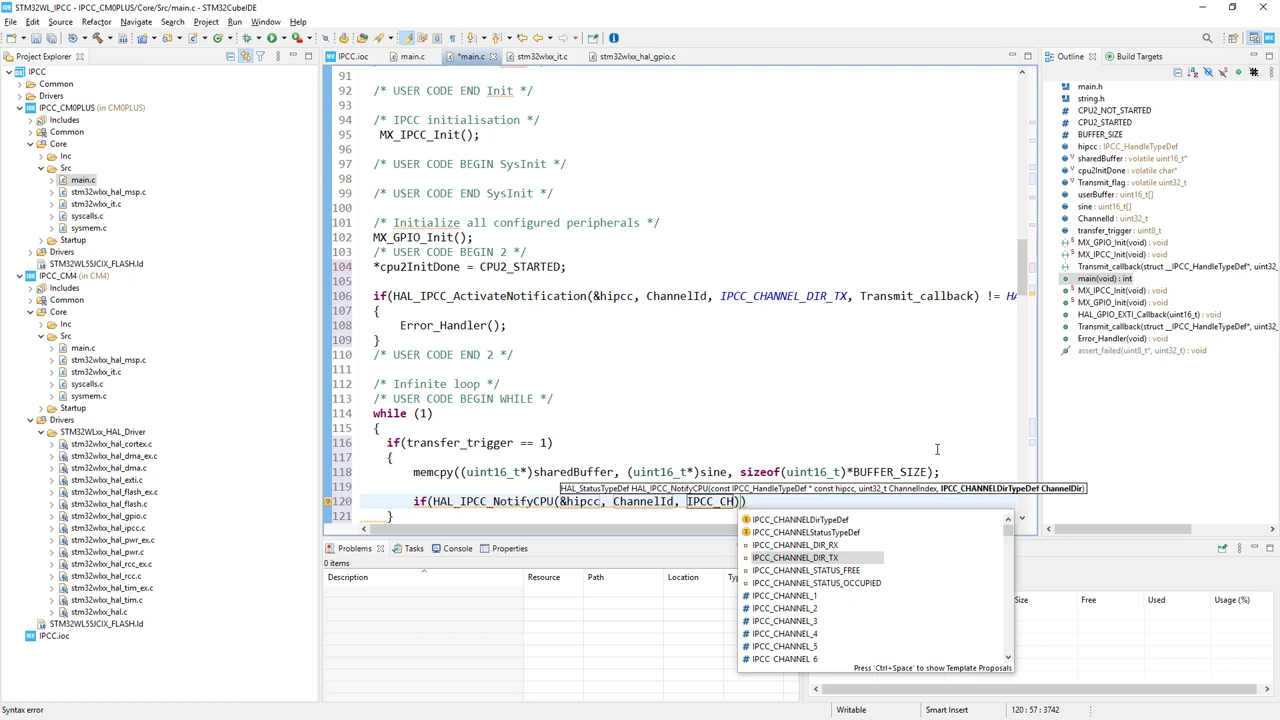 STM32WL_IPCC - IPCC_CM0PLUS/Core/Src/main.c - STM32CubeIDE
File Edit Source Refactor Navigate Search Project Run Window Help
Project Explorer
IPCC.ioc
main.c
*main.c
stm32wlxx_it.c
stm32wlxx_hal_gpio.c
Outline
Build Targets
IPCC
Common
Drivers
IPCC_CM0PLUS (in CM0PLUS)
Includes
Common
Core
Inc
Src
main.c
stm32wlxx_hal_msp.c
stm32wlxx_it.c
syscalls.c
sysmem.c
Startup
Drivers
STM32WL55JCIX_FLASH.ld
IPCC_CM4 (in CM4)
Includes
Common
Core
Inc
Src
main.c
stm32wlxx_hal_msp.c
stm32wlxx_it.c
syscalls.c
sysmem.c
Startup
Drivers
STM32WLxx_HAL_Driver
stm32wlxx_hal_cortex.c
stm32wlxx_hal_dma_ex.c
stm32wlxx_hal_dma.c
stm32wlxx_hal_exti.c
stm32wlxx_hal_flash_ex.c
stm32wlxx_hal_flash.c
stm32wlxx_hal_gpio.c
stm32wlxx_hal_ipcc.c
stm32wlxx_hal_pwr_ex.c
stm32wlxx_hal_pwr.c
stm32wlxx_hal_rcc_ex.c
stm32wlxx_hal_rcc.c
stm32wlxx_hal_tim_ex.c
stm32wlxx_hal_tim.c
stm32wlxx_hal.c
STM32WL55JCIX_FLASH.ld
IPCC.ioc
91
92 /* USER CODE END Init */
93
94 /* IPCC initialisation */
95 MX_IPCC_Init();
96
97 /* USER CODE BEGIN SysInit */
98
99 /* USER CODE END SysInit */
100
101 /* Initialize all configured peripherals */
102 MX_GPIO_Init();
103 /* USER CODE BEGIN 2 */
104 *cpu2InitDone = CPU2_STARTED;
105
106 if(HAL_IPCC_ActivateNotification(&hipcc, ChannelId, IPCC_CHANNEL_DIR_TX, Transmit_callback) != HA
107 {
108 Error_Handler();
109 }
110 /* USER CODE END 2 */
111
112 /* Infinite loop */
113 /* USER CODE BEGIN WHILE */
114 while (1)
115 {
116 if(transfer_trigger == 1)
117 {
118 memcpy((uint16_t*)sharedBuffer, (uint16_t*)sine, sizeof(uint16_t)*BUFFER_SIZE);
119 HAL_StatusTypeDef HAL_IPCC_NotifyCPU(const IPCC_HandleTypeDef * const hipcc, uint32_t ChannelIndex, IPCC_CHANNELDirTypeDef ChannelDir)
120 if(HAL_IPCC_NotifyCPU(&hipcc, ChannelId, IPCC_CH))
121 }
IPCC_CHANNELDirTypeDef
IPCC_CHANNELStatusTypeDef
IPCC_CHANNEL_DIR_RX
IPCC_CHANNEL_DIR_TX
IPCC_CHANNEL_STATUS_FREE
IPCC_CHANNEL_STATUS_OCCUPIED
IPCC_CHANNEL_1
IPCC_CHANNEL_2
IPCC_CHANNEL_3
IPCC_CHANNEL_4
IPCC_CHANNEL_5
IPCC_CHANNEL_6
Press 'Ctrl+Space' to show Template Proposals
main.h
string.h
CPU2_NOT_STARTED
CPU2_STARTED
BUFFER_SIZE
hipcc : IPCC_HandleTypeDef
sharedBuffer : volatile uint16_t*
cpu2InitDone : volatile char*
Transmit_flag : volatile uint32_t
userBuffer : uint16_t[]
sine : uint16_t[]
ChannelId : uint32_t
transfer_trigger : uint8_t
MX_GPIO_Init(void) : void
MX_IPCC_Init(void) : void
Transmit_callback(struct __IPCC_HandleTypeDef*, uint32
main(void) : int
MX_IPCC_Init(void) : void
MX_GPIO_Init(void) : void
HAL_GPIO_EXTI_Callback(uint16_t) : void
Transmit_callback(struct __IPCC_HandleTypeDef*, uint32
Error_Handler(void) : void
assert_failed(uint8_t*, uint32_t) : void
Problems
Tasks
Console
Properties
0 items
Description Resource Path Location Ty
Size Free Used Usage (%)
Syntax error
Writable
Smart Insert
120 : 57 : 3742